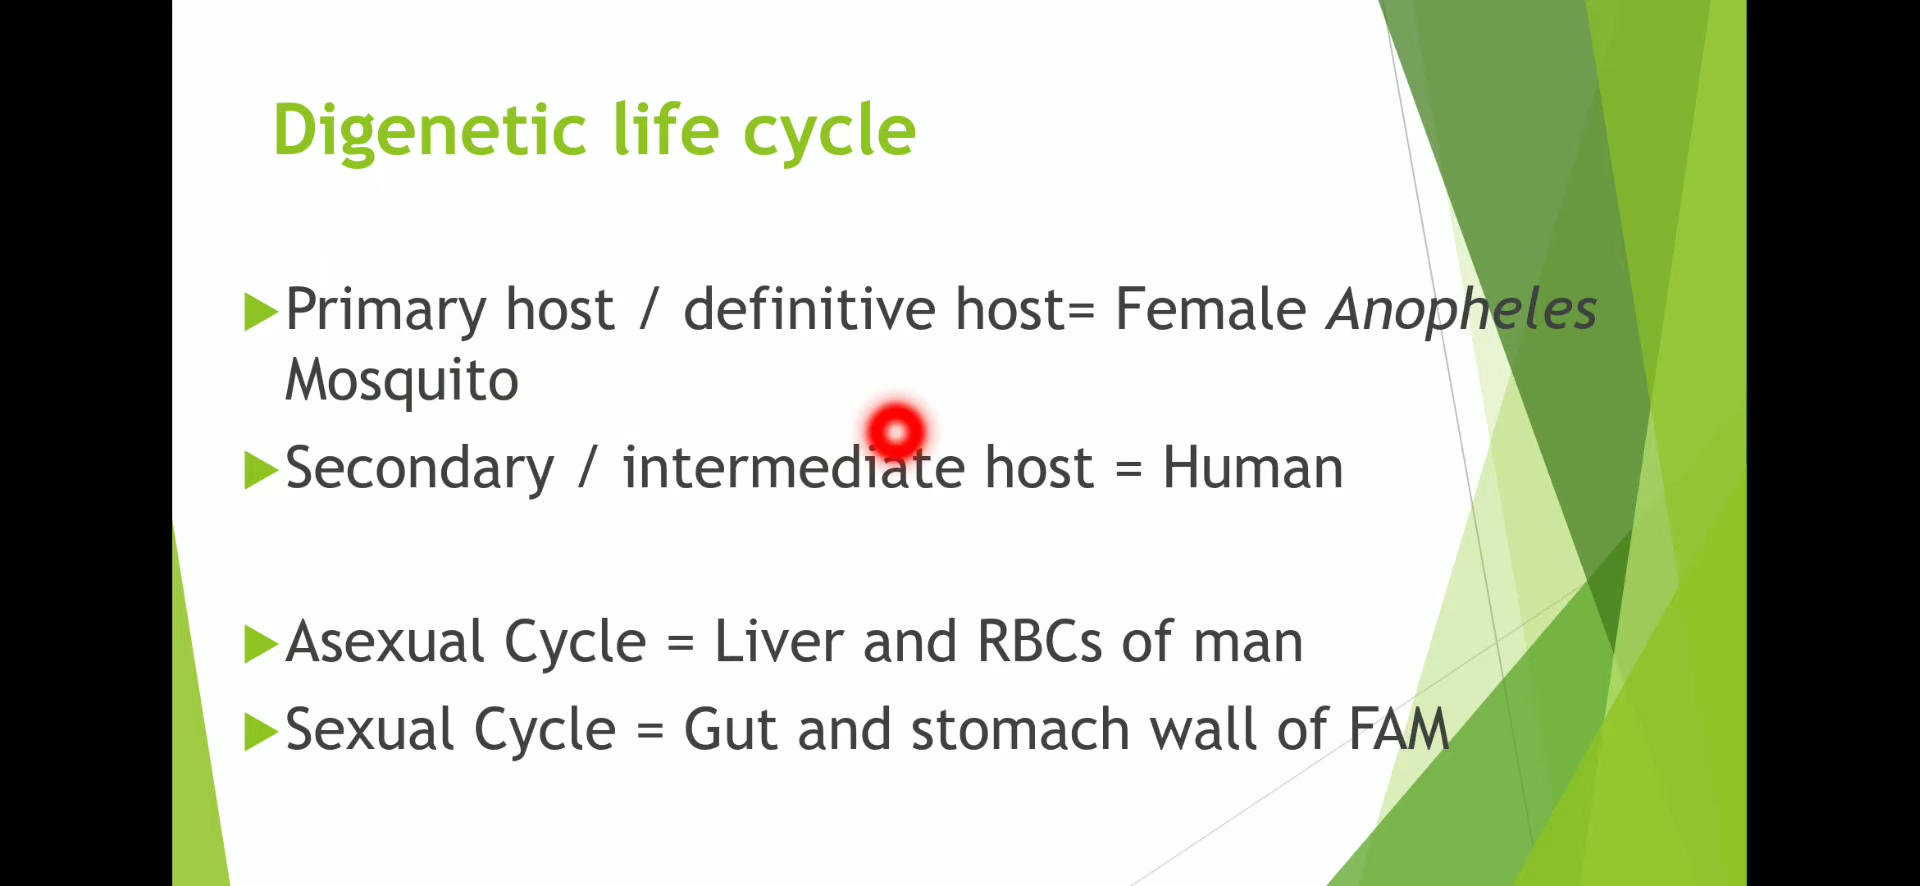 Digenetic life cycle
Primary host / definitive host= Female Anopheles
Mosquito
Secondary / intermediate host = Human
Asexual Cycle = Liver and RBCs of man
Sexual Cycle = Gut and stomach wall of FAM